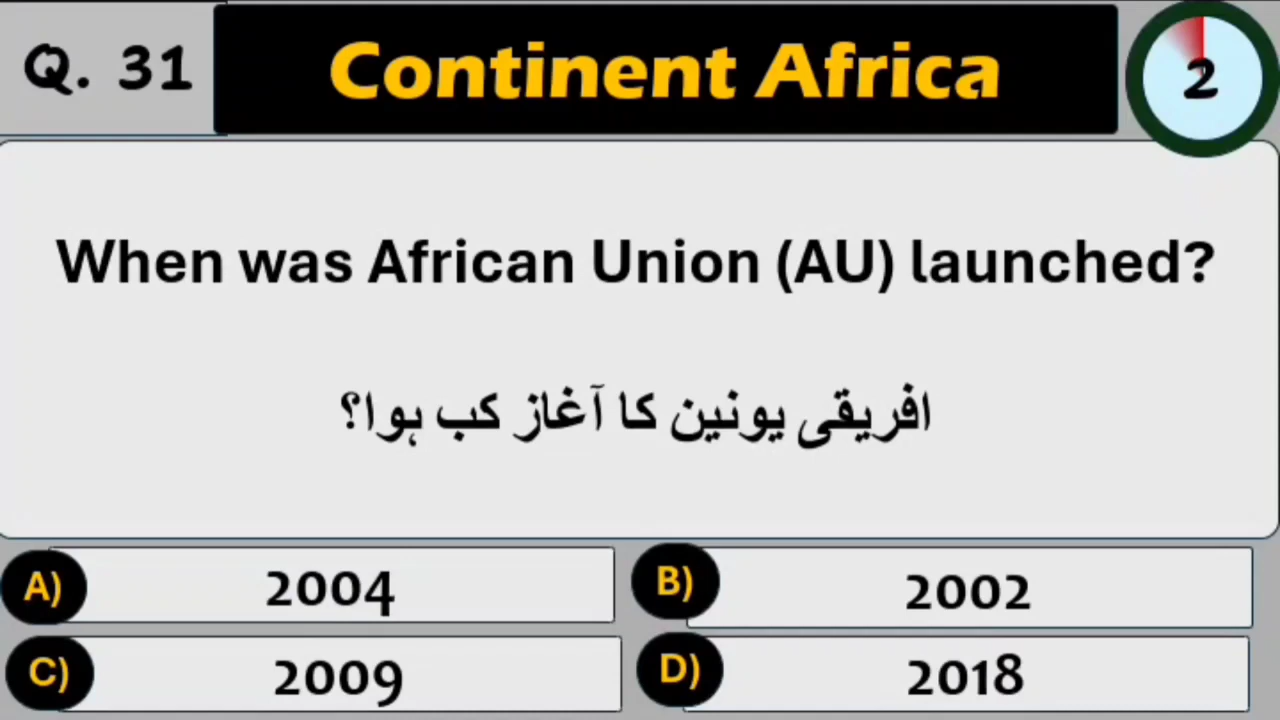 Q. 31
Continent Africa
2
When was African Union (AU) launched?
افریقی یونین کا آغاز کب ہوا؟
A) 2004
B) 2002
C) 2009
D) 2018